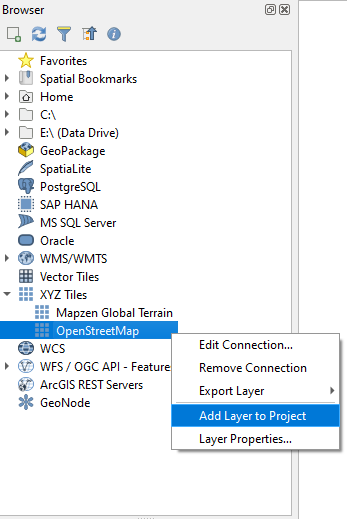 Browser
Favorites
Spatial Bookmarks
Home
C:\
E:\ (Data Drive)
GeoPackage
SpatiaLite
PostgreSQL
SAP HANA
MS SQL Server
Oracle
WMS/WMTS
Vector Tiles
XYZ Tiles
Mapzen Global Terrain
OpenStreetMap
WCS
WFS / OGC API - Features
ArcGIS REST Servers
GeoNode
Edit Connection...
Remove Connection
Export Layer
Add Layer to Project
Layer Properties...